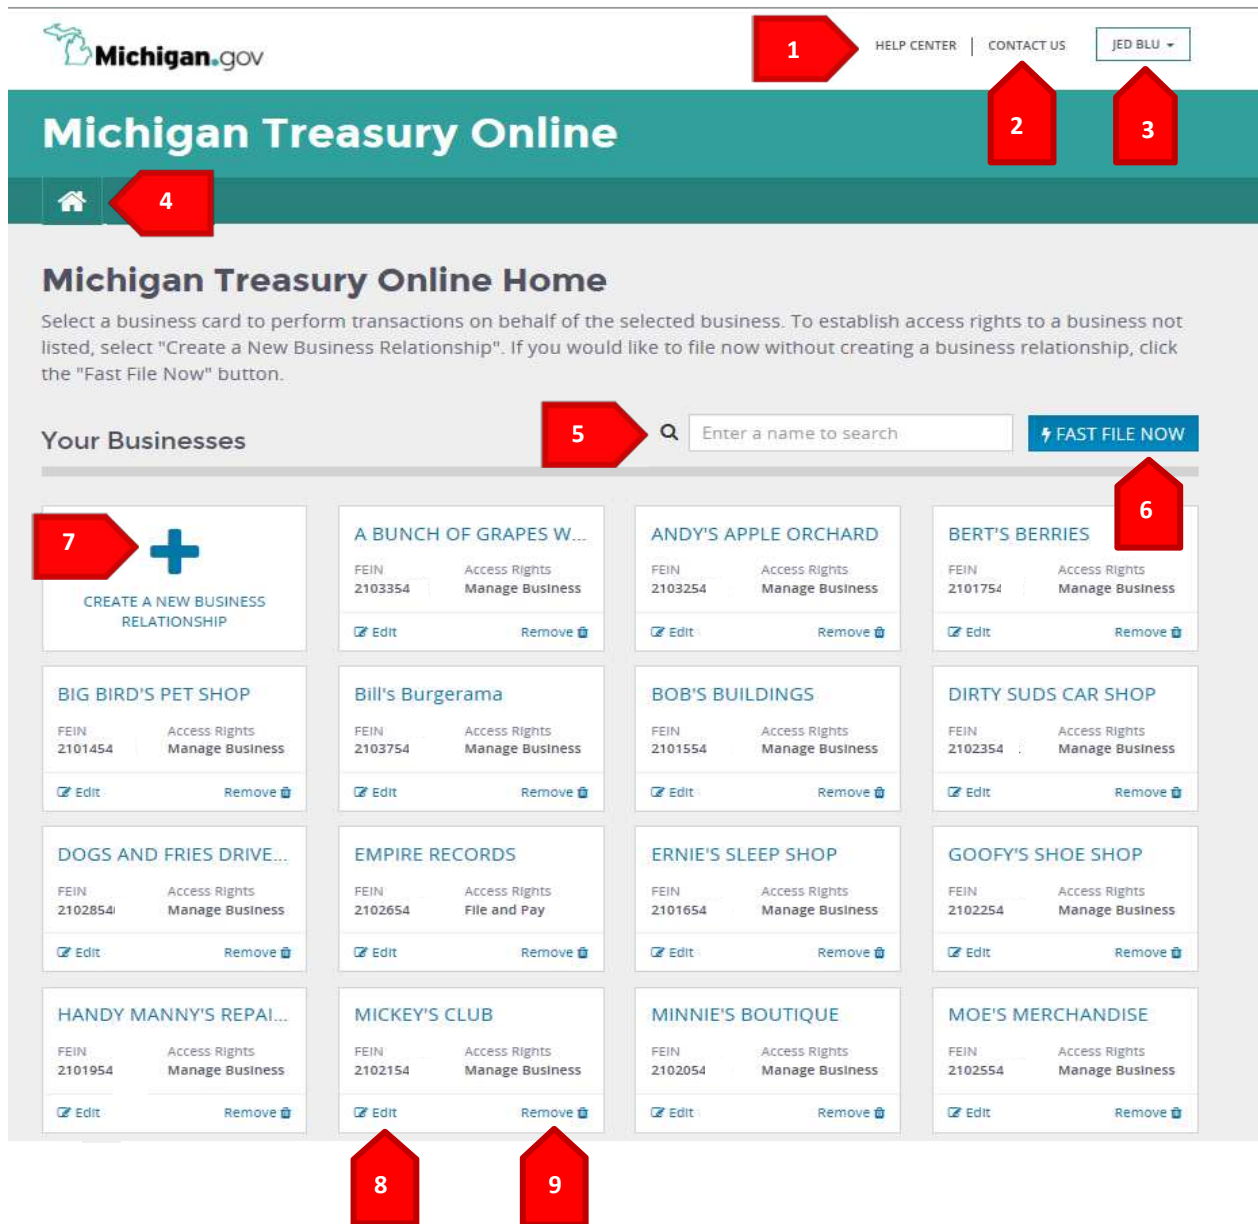 Michigan.gov
1
HELP CENTER | CONTACT US
JED BLU
2
3
Michigan Treasury Online
4
Michigan Treasury Online Home
Select a business card to perform transactions on behalf of the selected business. To establish access rights to a business not
listed, select "Create a New Business Relationship". If you would like to file now without creating a business relationship, click
the "Fast File Now" button.
Your Businesses
5
Enter a name to search
FAST FILE NOW
6
7
CREATE A NEW BUSINESS
RELATIONSHIP
A BUNCH OF GRAPES W...
FEIN Access Rights
2103354 Manage Business
Edit Remove
ANDY'S APPLE ORCHARD
FEIN Access Rights
2103254 Manage Business
Edit Remove
BERT'S BERRIES
FEIN Access Rights
2101754 Manage Business
Edit Remove
BIG BIRD'S PET SHOP
FEIN Access Rights
2101454 Manage Business
Edit Remove
Bill's Burgerama
FEIN Access Rights
2103754 Manage Business
Edit Remove
BOB'S BUILDINGS
FEIN Access Rights
2101554 Manage Business
Edit Remove
DIRTY SUDS CAR SHOP
FEIN Access Rights
2102354 Manage Business
Edit Remove
DOGS AND FRIES DRIVE...
FEIN Access Rights
2102854 Manage Business
Edit Remove
EMPIRE RECORDS
FEIN Access Rights
2102654 File and Pay
Edit Remove
ERNIE'S SLEEP SHOP
FEIN Access Rights
2101654 Manage Business
Edit Remove
GOOFY'S SHOE SHOP
FEIN Access Rights
2102254 Manage Business
Edit Remove
HANDY MANNY'S REPAI...
FEIN Access Rights
2101954 Manage Business
Edit Remove
MICKEY'S CLUB
FEIN Access Rights
2102154 Manage Business
Edit Remove
MINNIE'S BOUTIQUE
FEIN Access Rights
2102054 Manage Business
Edit Remove
MOE'S MERCHANDISE
FEIN Access Rights
2102554 Manage Business
Edit Remove
8
9